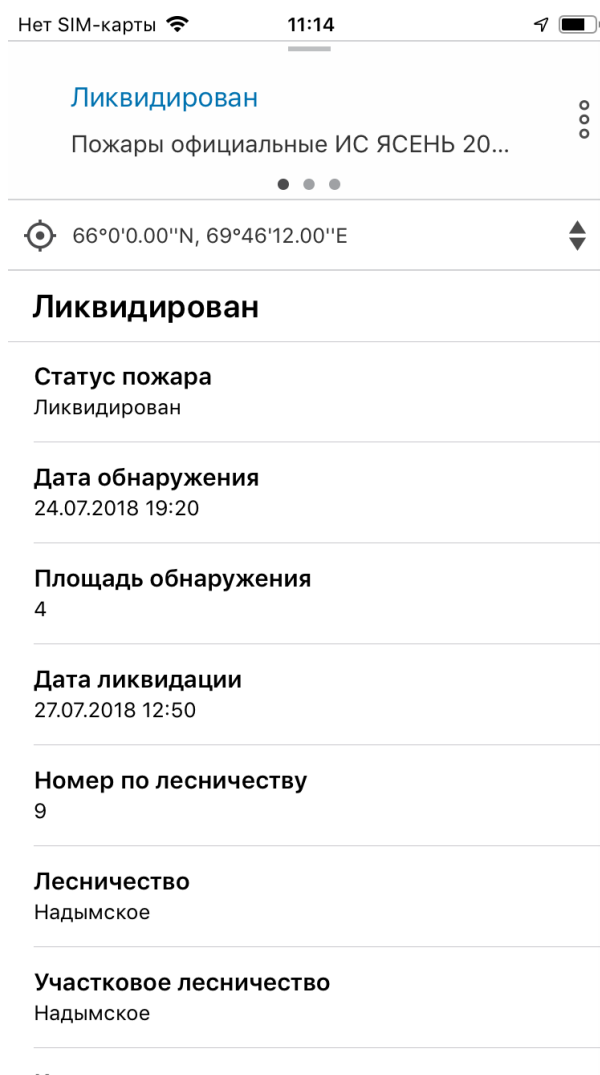 Нет SIM-карты 11:14
Ликвидирован
Пожары официальные ИС ЯСЕНЬ 20...
66°0'0.00''N, 69°46'12.00''E
Ликвидирован
Статус пожара
Ликвидирован
Дата обнаружения
24.07.2018 19:20
Площадь обнаружения
4
Дата ликвидации
27.07.2018 12:50
Номер по лесничеству
9
Лесничество
Надымское
Участковое лесничество
Надымское